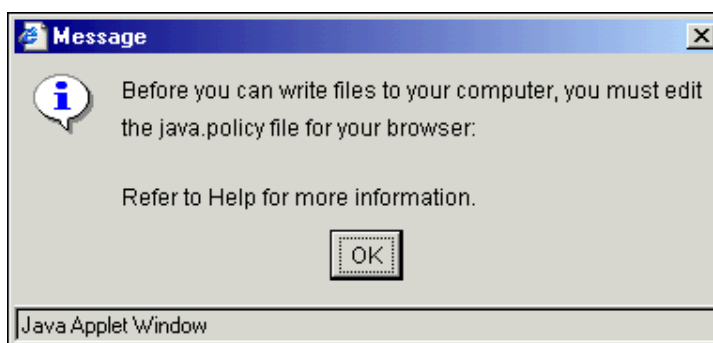 Message
Before you can write files to your computer, you must edit
the java.policy file for your browser:
Refer to Help for more information.
OK
Java Applet Window